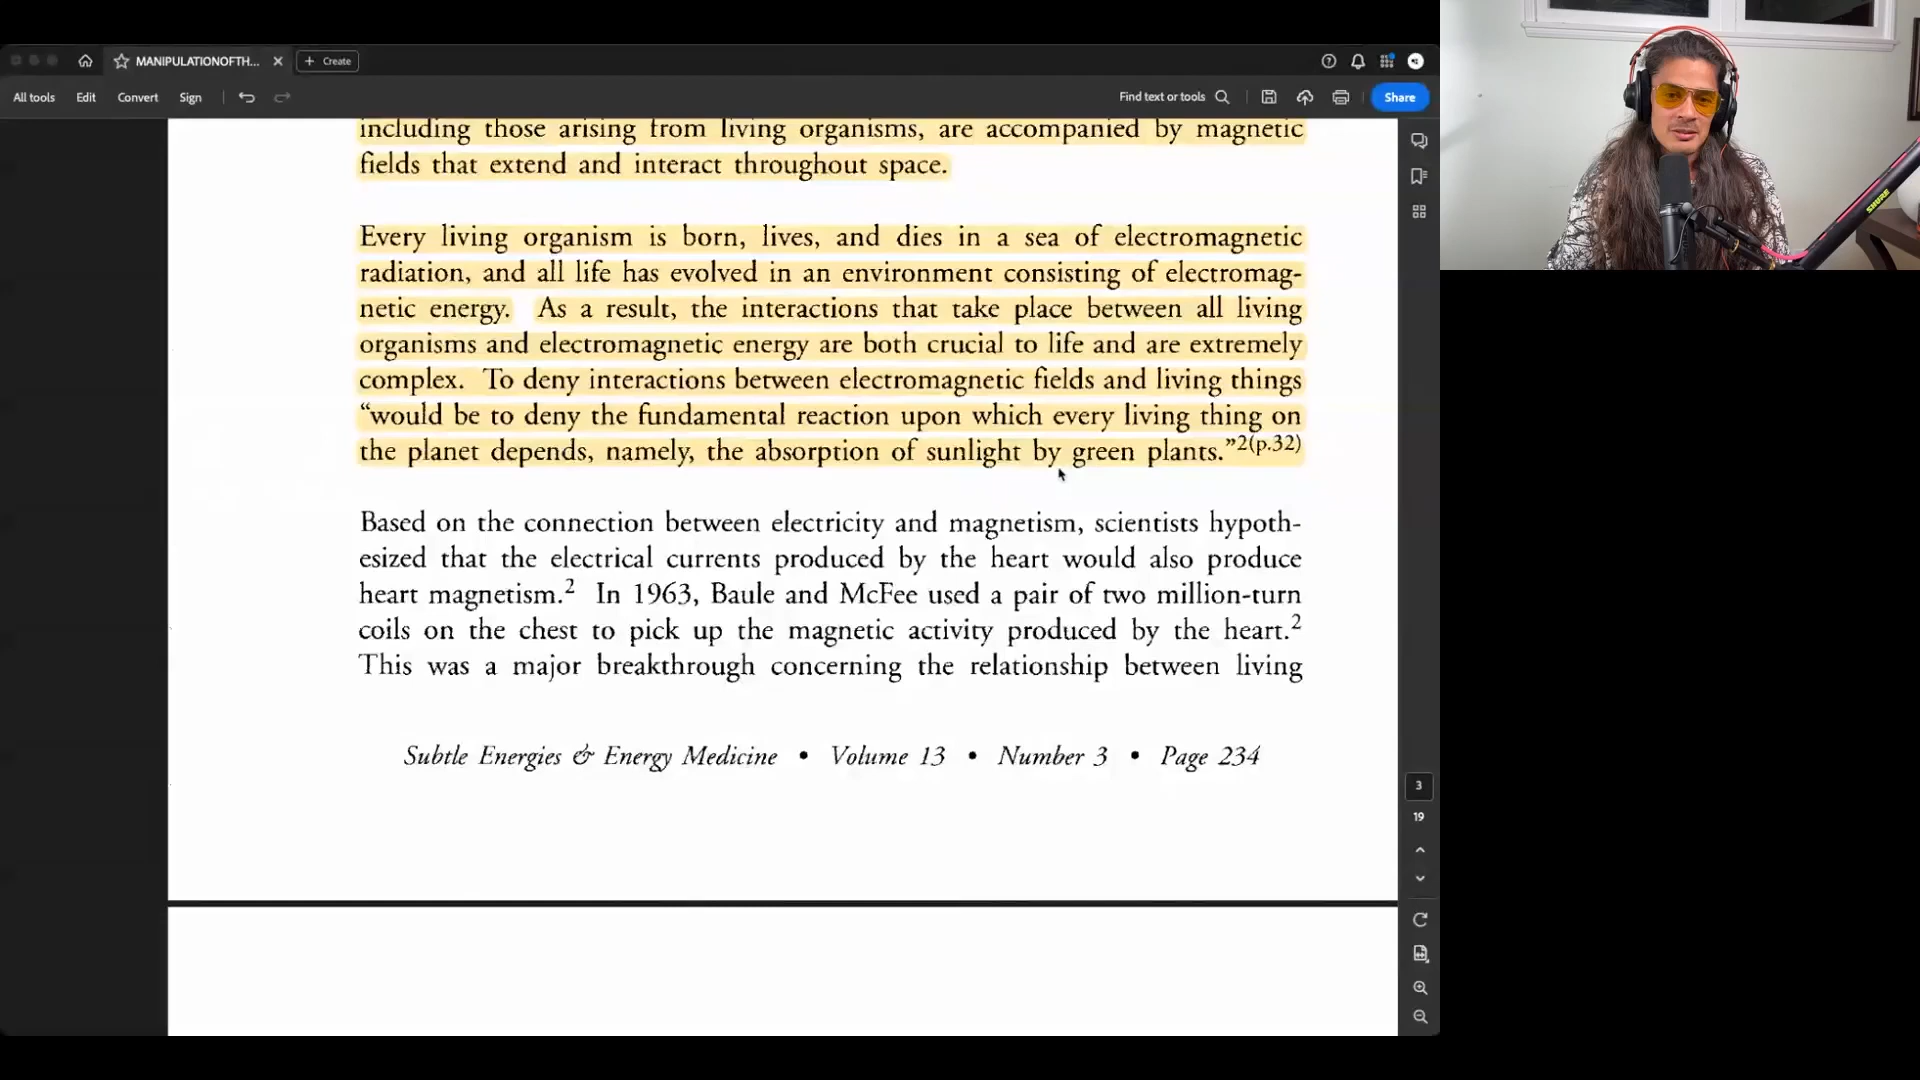 MANIPULATIONOFTH...
Create
All tools
Edit
Convert
Sign
Find text or tools
Share
including those arising from living organisms, are accompanied by magnetic
fields that extend and interact throughout space.
Every living organism is born, lives, and dies in a sea of electromagnetic
radiation, and all life has evolved in an environment consisting of electromag-
netic energy. As a result, the interactions that take place between all living
organisms and electromagnetic energy are both crucial to life and are extremely
complex. To deny interactions between electromagnetic fields and living things
“would be to deny the fundamental reaction upon which every living thing on
the planet depends, namely, the absorption of sunlight by green plants.”2(p.32)
Based on the connection between electricity and magnetism, scientists hypoth-
esized that the electrical currents produced by the heart would also produce
heart magnetism.2 In 1963, Baule and McFee used a pair of two million-turn
coils on the chest to pick up the magnetic activity produced by the heart.2
This was a major breakthrough concerning the relationship between living
Subtle Energies & Energy Medicine • Volume 13 • Number 3 • Page 234
3
19
SHURE